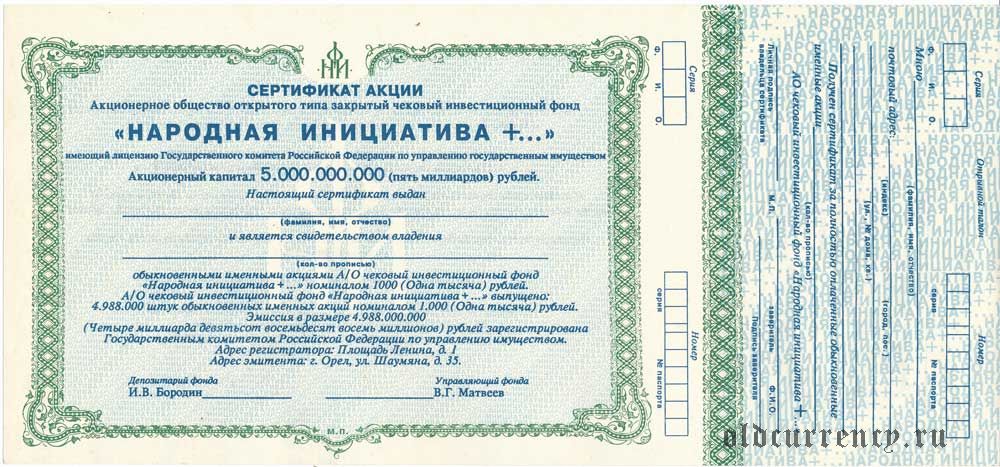 НИ
СЕРТИФИКАТ АКЦИИ
Акционерное общество открытого типа закрытый чековый инвестиционный фонд
«НАРОДНАЯ ИНИЦИАТИВА +...»
имеющий лицензию Государственного комитета Российской Федерации по управлению государственным имуществом
Акционерный капитал 5.000.000.000 (пять миллиардов) рублей.
Настоящий сертификат выдан
(фамилия, имя, отчество)
и является свидетельством владения
(кол-во прописью)
обыкновенными именными акциями А/О чековый инвестиционный фонд
«Народная инициатива +...» номиналом 1000 (Одна тысяча) рублей.
А/О чековый инвестиционный фонд «Народная инициатива +...» выпущено:
4.988.000 штук обыкновенных именных акций номиналом 1.000 (Одна тысяча) рублей.
Эмиссия в размере 4.988.000.000
(Четыре миллиарда девятьсот восемьдесят восемь миллионов) рублей зарегистрирована
Государственным комитетом Российской Федерации по управлению имуществом.
Адрес регистратора: Площадь Ленина, д. 1
Адрес эмитента: г. Орел, ул. Шаумяна, д. 35.
Депозитарий фонда
И.В. Бородин
Управляющий фонда
В.Г. Матвеев
М.П.
Серия
Ф. И. О.
Номер
серия
№ паспорта
Отрывной талон
Серия
Ф. И. О.
Номер
серия
№ паспорта
Мною
(фамилия, имя, отчество)
почтовый адрес:
(индекс)
(город, пос.)
(ул., № дома, кв.)
Получен сертификат за полностью оплаченные обыкновенные
именные акции
(кол-во прописью)
АО чековый инвестиционный фонд «Народная инициатива +
Личная подпись
владельца сертификата
М.П.
заверитель
Ф.И.О.
Подпись заверителя
НАРОДНАЯ ИНИЦИАТИВА+
oldcurrency.ru